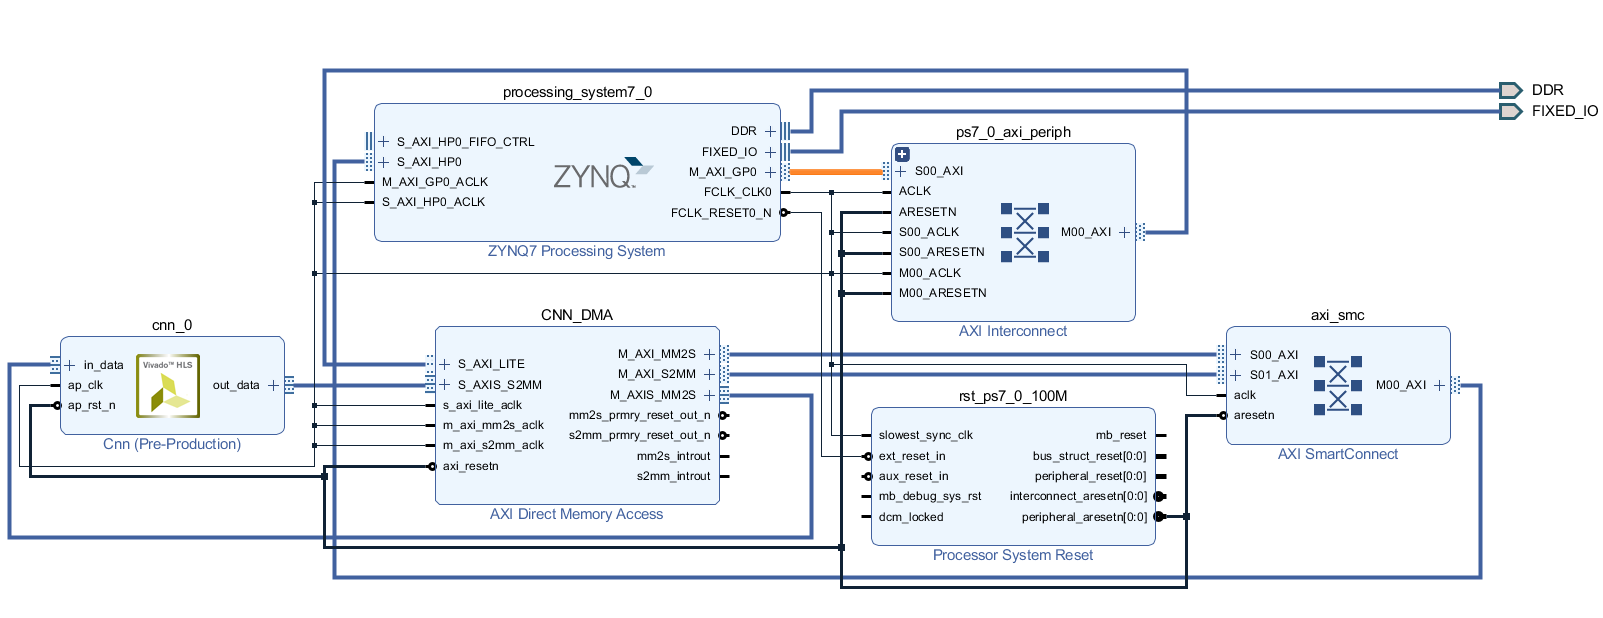 processing_system7_0
S_AXI_HP0_FIFO_CTRL
S_AXI_HP0
M_AXI_GP0_ACLK
S_AXI_HP0_ACLK
ZYNQ
DDR
FIXED_IO
M_AXI_GP0
FCLK_CLK0
FCLK_RESET0_N
ZYNQ7 Processing System
DDR
FIXED_IO
ps7_0_axi_periph
S00_AXI
ACLK
ARESETN
S00_ACLK
S00_ARESETN
M00_ACLK
M00_ARESETN
M00_AXI
AXI Interconnect
cnn_0
in_data
ap_clk
ap_rst_n
Vivado™ HLS
out_data
Cnn (Pre-Production)
CNN_DMA
S_AXI_LITE
S_AXIS_S2MM
s_axi_lite_aclk
m_axi_mm2s_aclk
m_axi_s2mm_aclk
axi_resetn
M_AXI_MM2S
M_AXI_S2MM
M_AXIS_MM2S
mm2s_prmry_reset_out_n
s2mm_prmry_reset_out_n
mm2s_introut
s2mm_introut
AXI Direct Memory Access
rst_ps7_0_100M
slowest_sync_clk
ext_reset_in
aux_reset_in
mb_debug_sys_rst
dcm_locked
mb_reset
bus_struct_reset[0:0]
peripheral_reset[0:0]
interconnect_aresetn[0:0]
peripheral_aresetn[0:0]
Processor System Reset
axi_smc
S00_AXI
S01_AXI
aclk
aresetn
M00_AXI
AXI SmartConnect